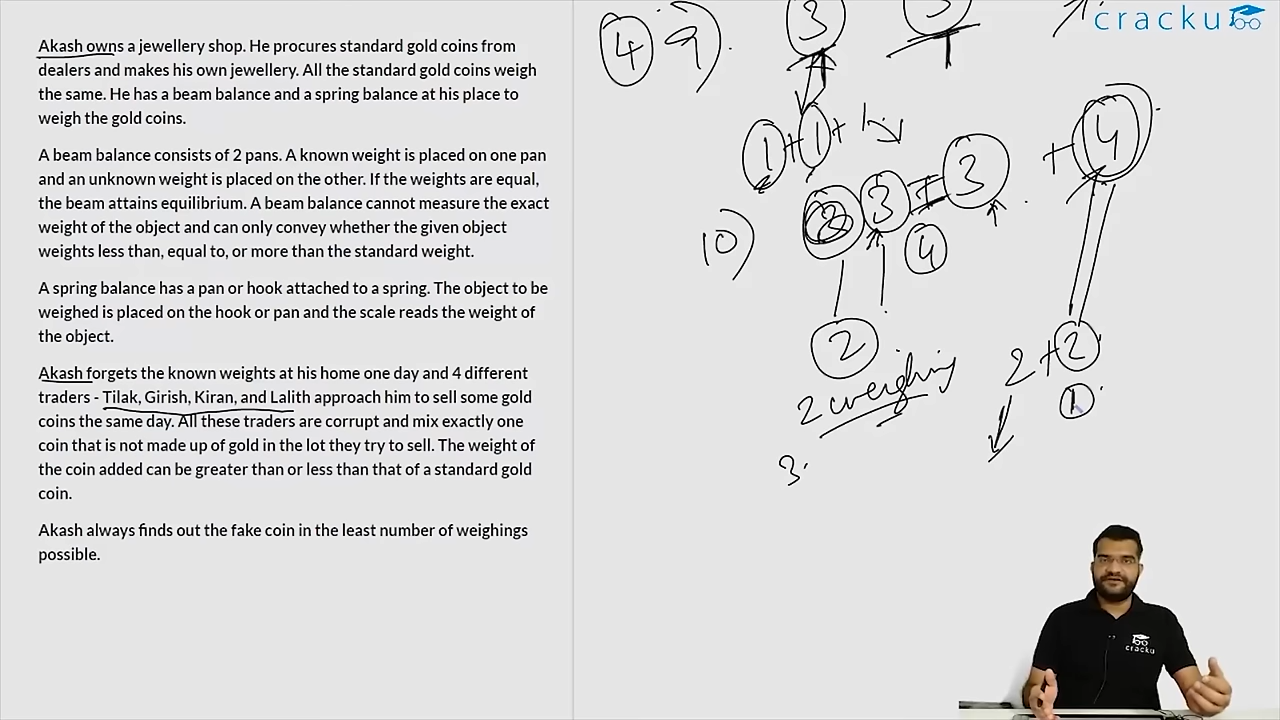 cracku
Akash owns a jewellery shop. He procures standard gold coins from
dealers and makes his own jewellery. All the standard gold coins weigh
the same. He has a beam balance and a spring balance at his place to
weigh the gold coins.
A beam balance consists of 2 pans. A known weight is placed on one pan
and an unknown weight is placed on the other. If the weights are equal,
the beam attains equilibrium. A beam balance cannot measure the exact
weight of the object and can only convey whether the given object
weights less than, equal to, or more than the standard weight.
A spring balance has a pan or hook attached to a spring. The object to be
weighed is placed on the hook or pan and the scale reads the weight of
the object.
Akash forgets the known weights at his home one day and 4 different
traders - Tilak, Girish, Kiran, and Lalith approach him to sell some gold
coins the same day. All these traders are corrupt and mix exactly one
coin that is not made up of gold in the lot they try to sell. The weight of
the coin added can be greater than or less than that of a standard gold
coin.
Akash always finds out the fake coin in the least number of weighings
possible.
4 9) 3 3
1 + 1 +
10) 3 3 + 4
4
2 2 + 2
2 weighing 1
3.
cracku